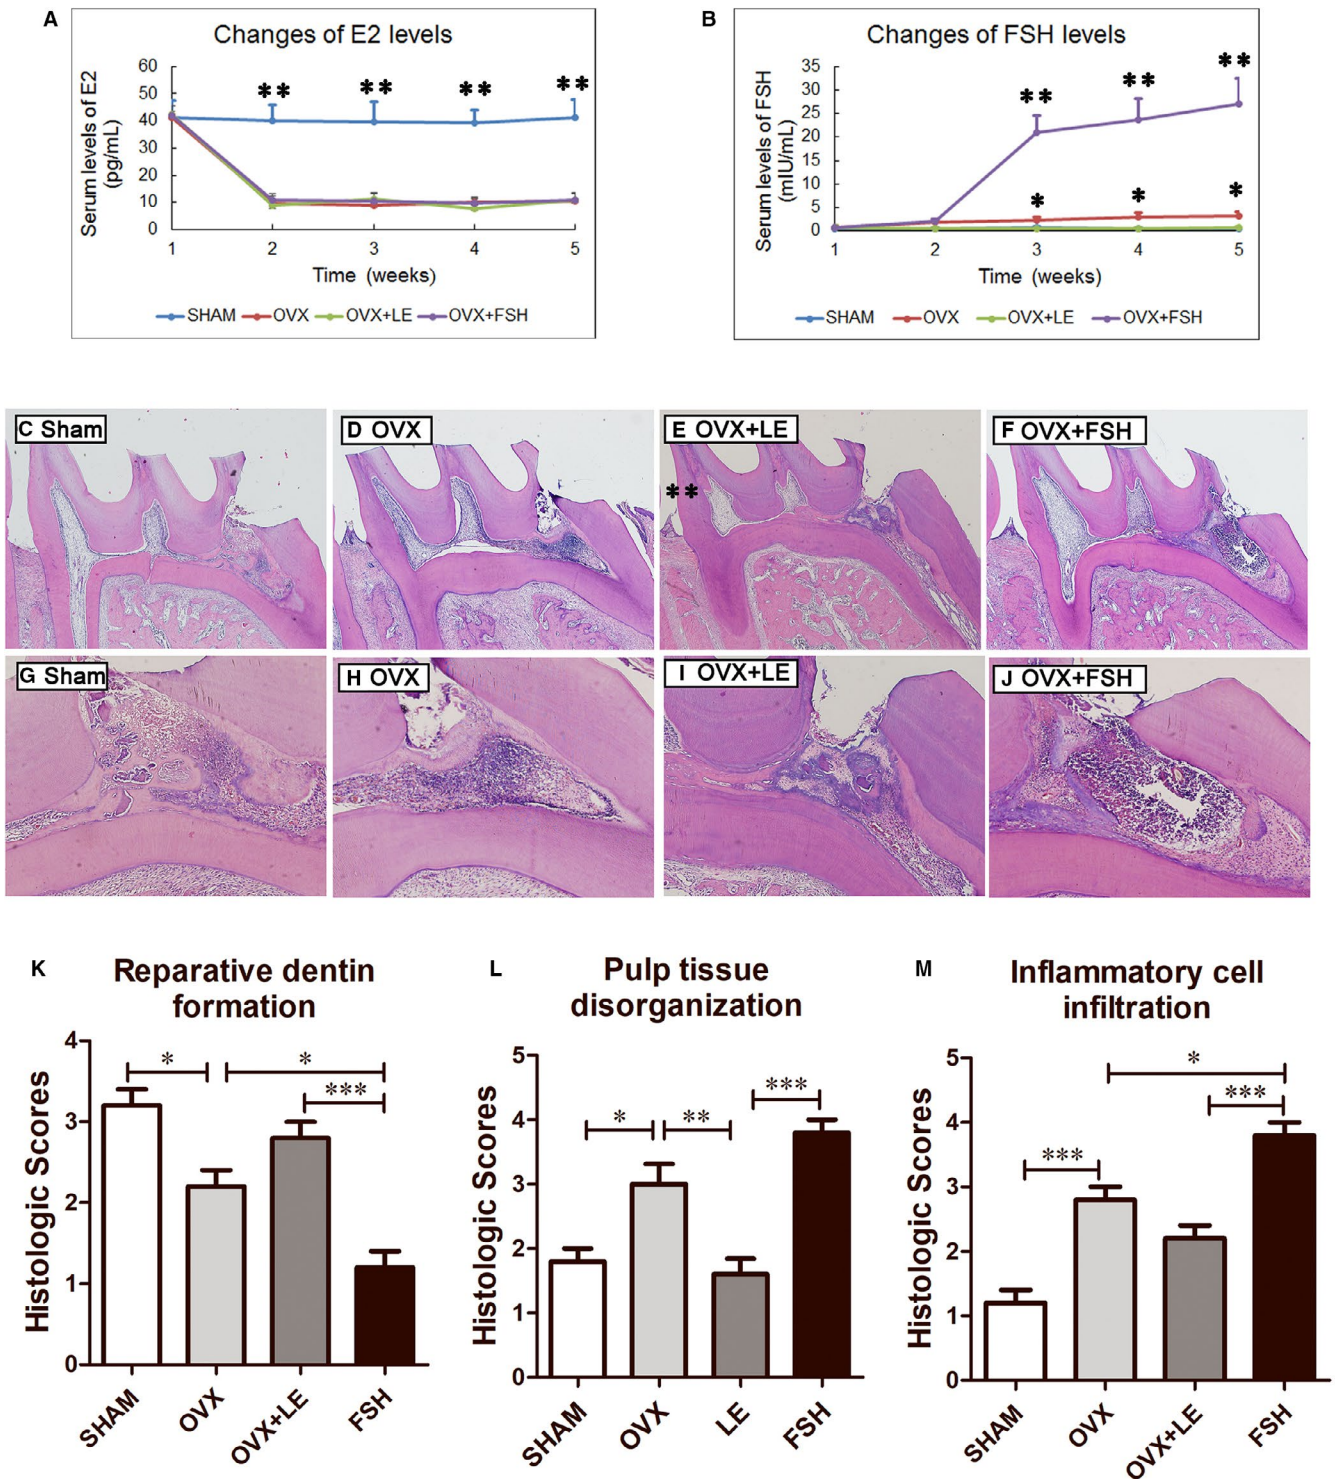 A
Changes of E2 levels
Serum levels of E2
(pg/mL)
60
50
40
30
20
10
0
** ** ** **
1 2 3 4 5
Time (weeks)
SHAM OVX OVX+LE OVX+FSH
B
Changes of FSH levels
Serum levels of FSH
(mIU/mL)
35
30
25
20
15
10
5
0
** ** **
* * *
1 2 3 4 5
Time (weeks)
SHAM OVX OVX+LE OVX+FSH
C Sham
D OVX
E OVX+LE
**
F OVX+FSH
G Sham
H OVX
I OVX+LE
J OVX+FSH
K
Reparative dentin
formation
Histologic Scores
4
3
2
1
0
* *
***
SHAM OVX OVX+LE FSH
L
Pulp tissue
disorganization
Histologic Scores
5
4
3
2
1
0
***
* **
SHAM OVX LE FSH
M
Inflammatory cell
infiltration
Histologic Scores
5
4
3
2
1
0
*
***
***
SHAM OVX OVX+LE FSH